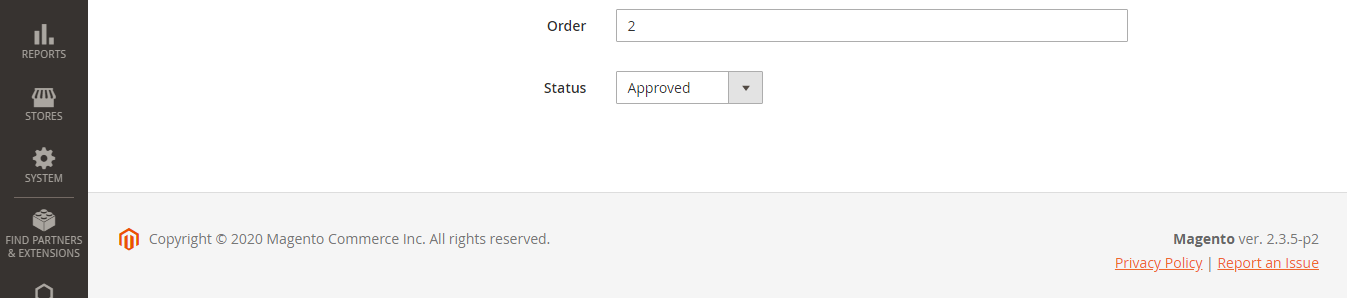 REPORTS
STORES
SYSTEM
FIND PARTNERS
& EXTENSIONS
Order 2
Status Approved
Copyright © 2020 Magento Commerce Inc. All rights reserved.
Magento ver. 2.3.5-p2
Privacy Policy | Report an Issue